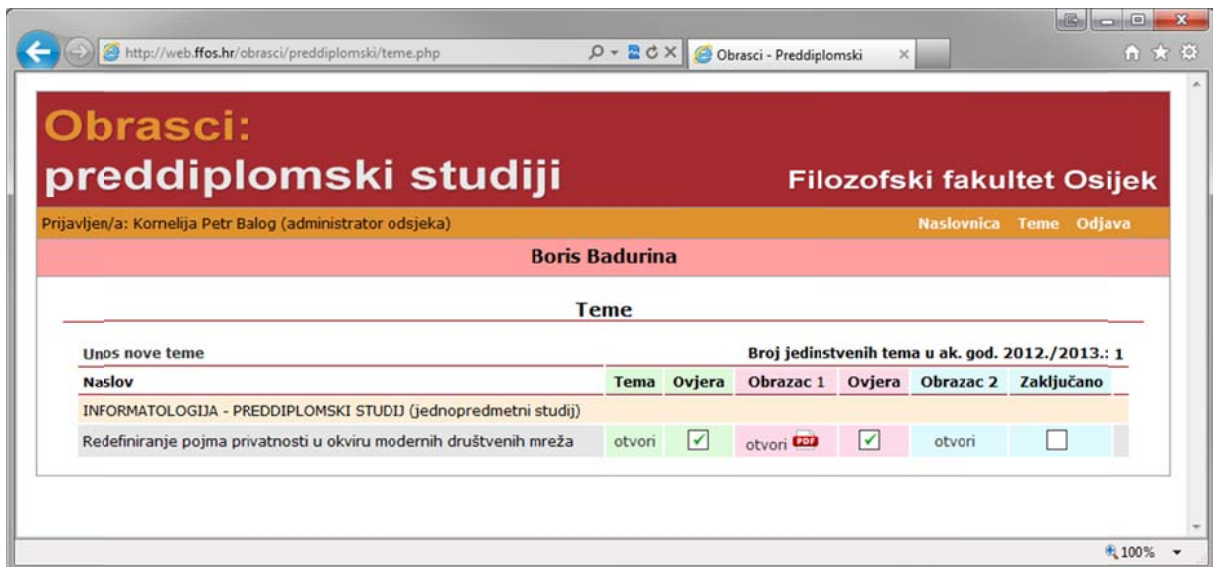 http://web.ffos.hr/obrasci/preddiplomski/teme.php
Obrasci - Preddiplomski
Obrasci:
preddiplomski studiji
Filozofski fakultet Osijek
Prijavljen/a: Kornelija Petr Balog (administrator odsjeka)
Naslovnica Teme Odjava
Boris Badurina
Teme
Unos nove teme
Broj jedinstvenih tema u ak. god. 2012./2013.: 1
Naslov Tema Ovjera Obrazac 1 Ovjera Obrazac 2 Zaključano
INFORMATOLOGIJA - PREDDIPLOMSKI STUDIJ (jednopredmetni studij)
Redefiniranje pojma privatnosti u okviru modernih društvenih mreža otvori otvori PDF otvori
100%